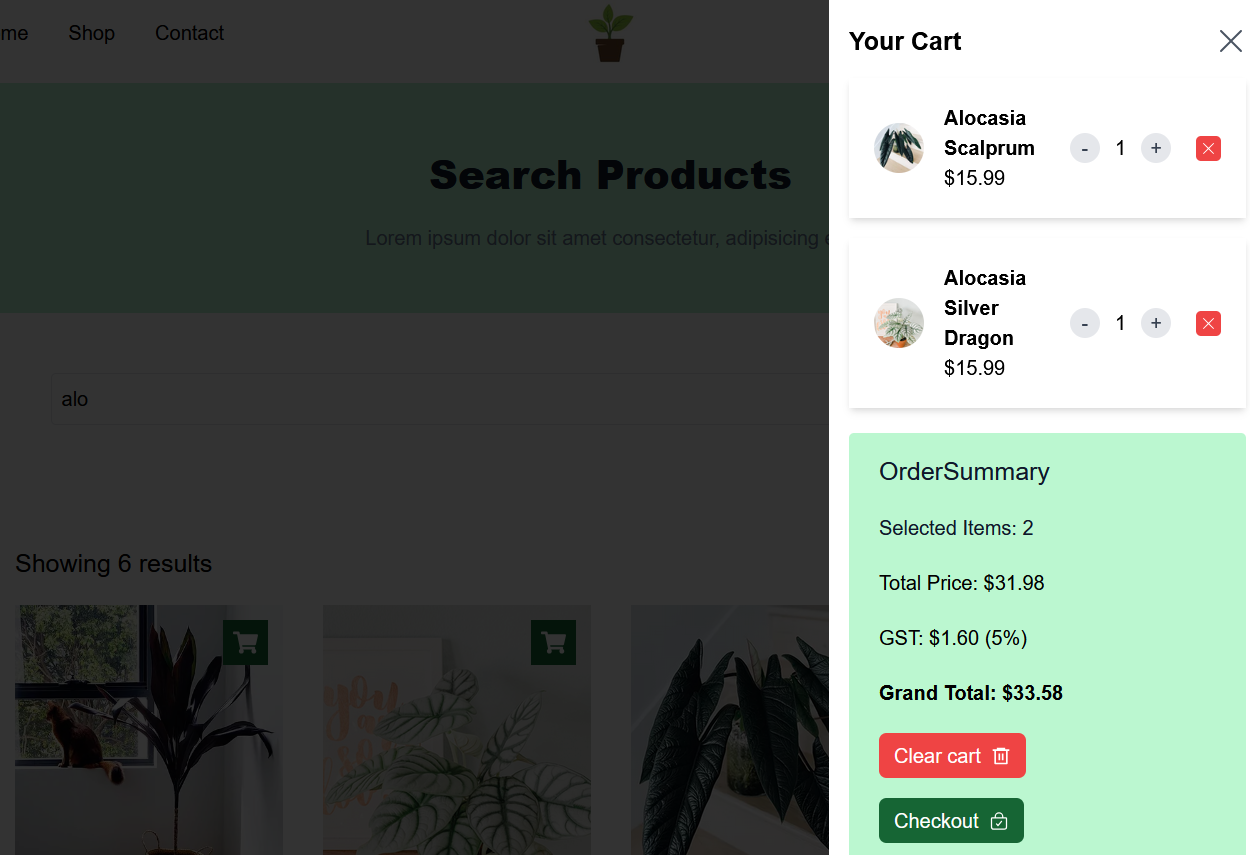 me Shop Contact
Search Products
Lorem ipsum dolor sit amet consectetur, adipisicing
alo
Showing 6 results
Your Cart
Alocasia
Scalprum
$15.99
- 1 +
Alocasia
Silver
Dragon
$15.99
- 1 +
OrderSummary
Selected Items: 2
Total Price: $31.98
GST: $1.60 (5%)
Grand Total: $33.58
Clear cart
Checkout